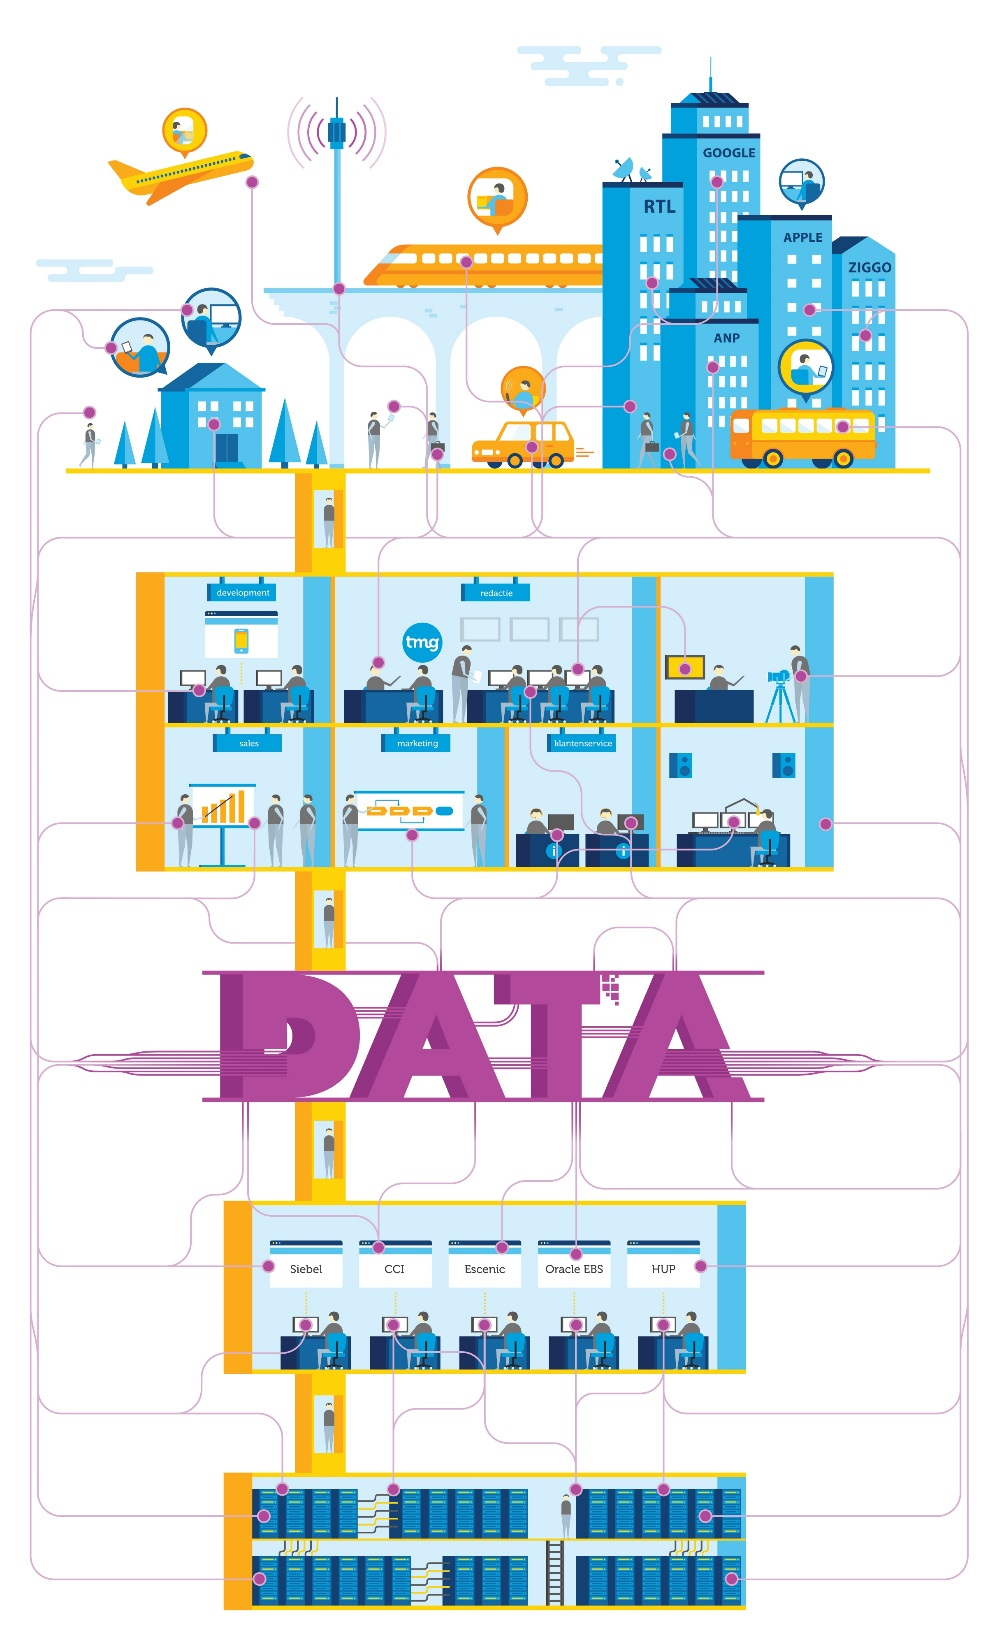 GOOGLE
RTL
APPLE
ZIGGO
ANP
development
redactie
tmg
sales
marketing
klantenservice
i
i
DATA
Siebel
CCI
Escenic
Oracle EBS
HUP